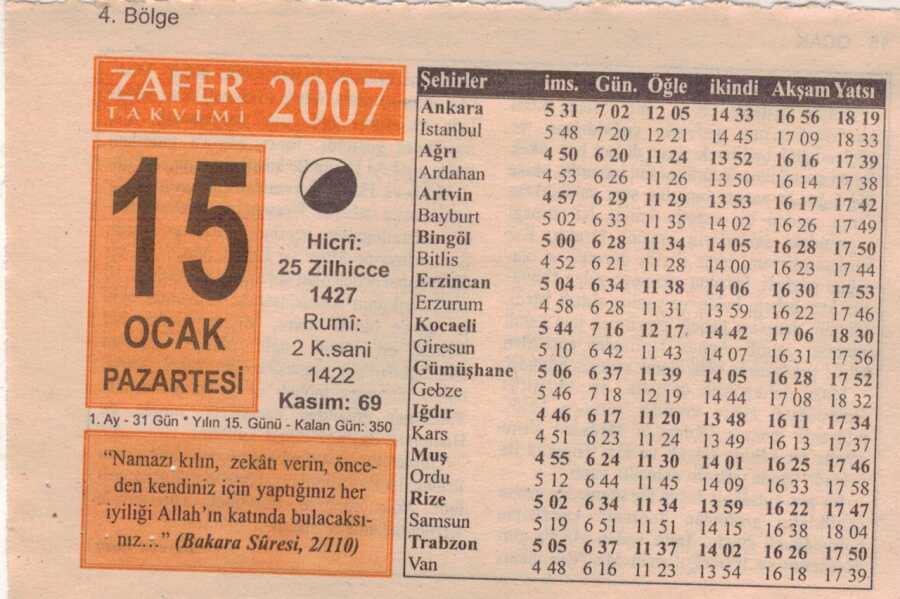 4. Bölge
ZAFER
TAKVİMİ
2007
15
OCAK
PAZARTESİ
Hicrî:
25 Zilhicce
1427
Rumî:
2 K.sani
1422
Kasım: 69
1. Ay - 31 Gün * Yılın 15. Günü - Kalan Gün: 350
“Namazı kılın, zekâtı verin, önce-
den kendiniz için yaptığınız her
iyiliği Allah’ın katında bulacaksı-
nız...” (Bakara Sûresi, 2/110)
Şehirler ims. Gün. Öğle ikindi Akşam Yatsı
Ankara 5 31 7 02 12 05 14 33 16 56 18 19
İstanbul 5 48 7 20 12 21 14 45 17 09 18 33
Ağrı 4 50 6 20 11 24 13 52 16 16 17 39
Ardahan 4 53 6 26 11 26 13 50 16 14 17 38
Artvin 4 57 6 29 11 29 13 53 16 17 17 42
Bayburt 5 02 6 33 11 35 14 02 16 26 17 49
Bingöl 5 00 6 28 11 34 14 05 16 28 17 50
Bitlis 4 52 6 21 11 28 14 00 16 23 17 44
Erzincan 5 04 6 34 11 38 14 06 16 30 17 53
Erzurum 4 58 6 28 11 31 13 59 16 22 17 46
Kocaeli 5 44 7 16 12 17 14 42 17 06 18 30
Giresun 5 10 6 42 11 43 14 07 16 31 17 56
Gümüşhane 5 06 6 37 11 39 14 05 16 28 17 52
Gebze 5 46 7 18 12 19 14 44 17 08 18 32
Iğdır 4 46 6 17 11 20 13 48 16 11 17 34
Kars 4 51 6 23 11 24 13 49 16 13 17 37
Muş 4 55 6 24 11 30 14 01 16 25 17 46
Ordu 5 12 6 44 11 45 14 09 16 33 17 58
Rize 5 02 6 34 11 34 13 59 16 22 17 47
Samsun 5 19 6 51 11 51 14 15 16 38 18 04
Trabzon 5 05 6 37 11 37 14 02 16 26 17 50
Van 4 48 6 16 11 23 13 54 16 18 17 39